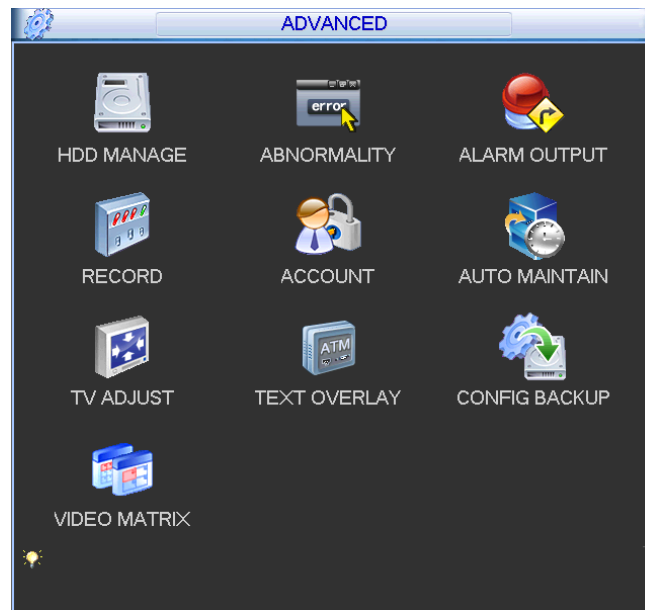 ADVANCED
error
HDD MANAGE
ABNORMALITY
ALARM OUTPUT
RECORD
ACCOUNT
AUTO MAINTAIN
ATM
TV ADJUST
TEXT OVERLAY
CONFIG BACKUP
VIDEO MATRIX